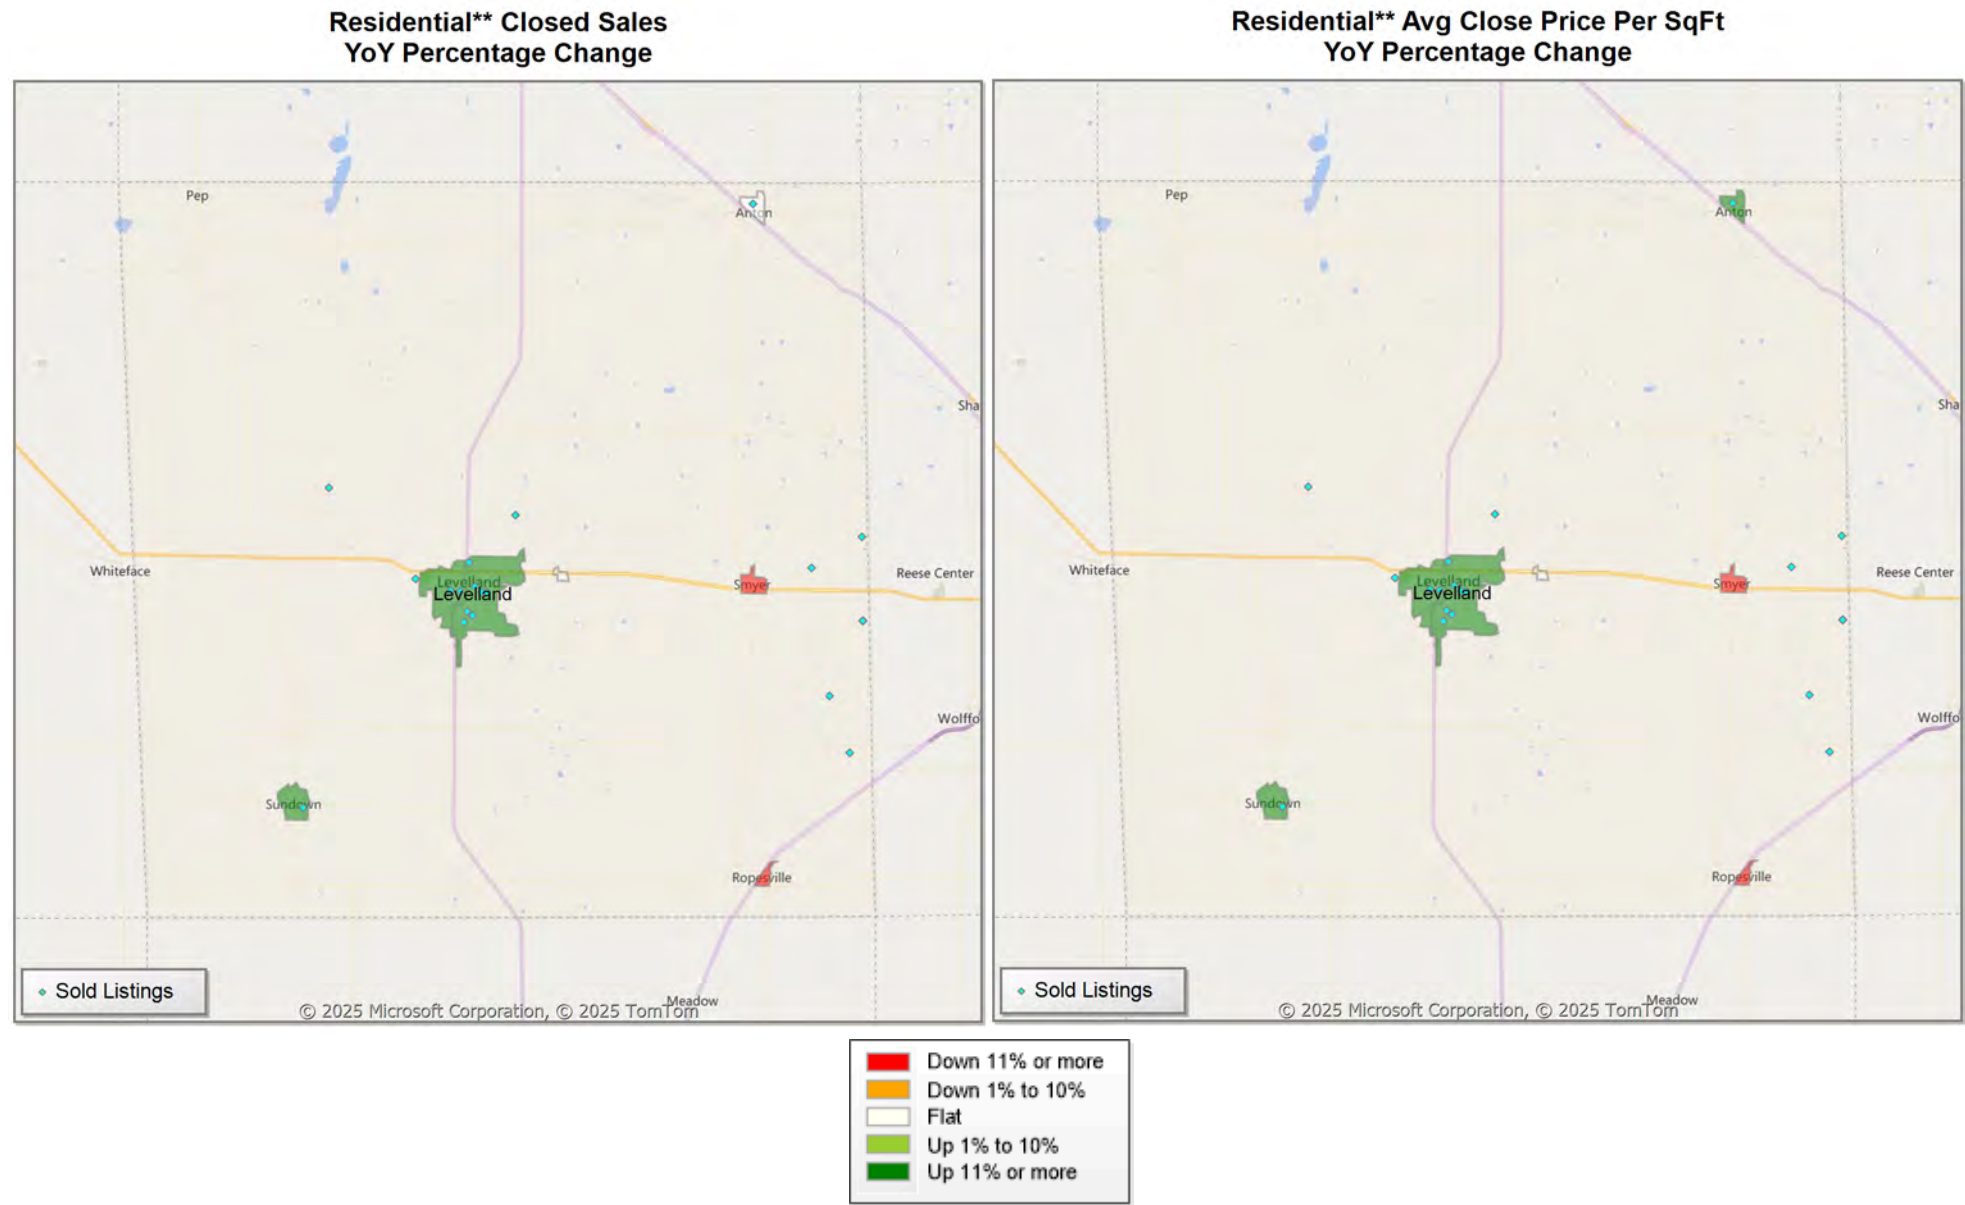 Residential** Closed Sales
YoY Percentage Change
Pep
Anton
Sha
Whiteface
Levelland
Levelland
Smyer
Reese Center
Wolffo
Sundown
Ropesville
Sold Listings
Meadow
© 2025 Microsoft Corporation, © 2025 TomTom
Residential** Avg Close Price Per SqFt
YoY Percentage Change
Pep
Anton
Sha
Whiteface
Levelland
Levelland
Smyer
Reese Center
Wolffo
Sundown
Ropesville
Sold Listings
Meadow
© 2025 Microsoft Corporation, © 2025 TomTom
Down 11% or more
Down 1% to 10%
Flat
Up 1% to 10%
Up 11% or more